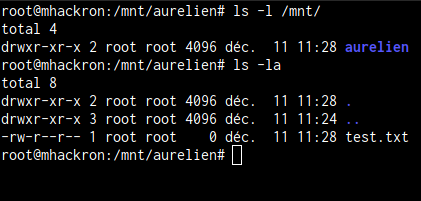 root@mhackron:/mnt/aurelien# ls -l /mnt/
total 4
drwxr-xr-x 2 root root 4096 déc.  11 11:28 aurelien
root@mhackron:/mnt/aurelien# ls -la
total 8
drwxr-xr-x 2 root root 4096 déc.  11 11:28 .
drwxr-xr-x 3 root root 4096 déc.  11 11:24 ..
-rw-r--r-- 1 root root    0 déc.  11 11:28 test.txt
root@mhackron:/mnt/aurelien#